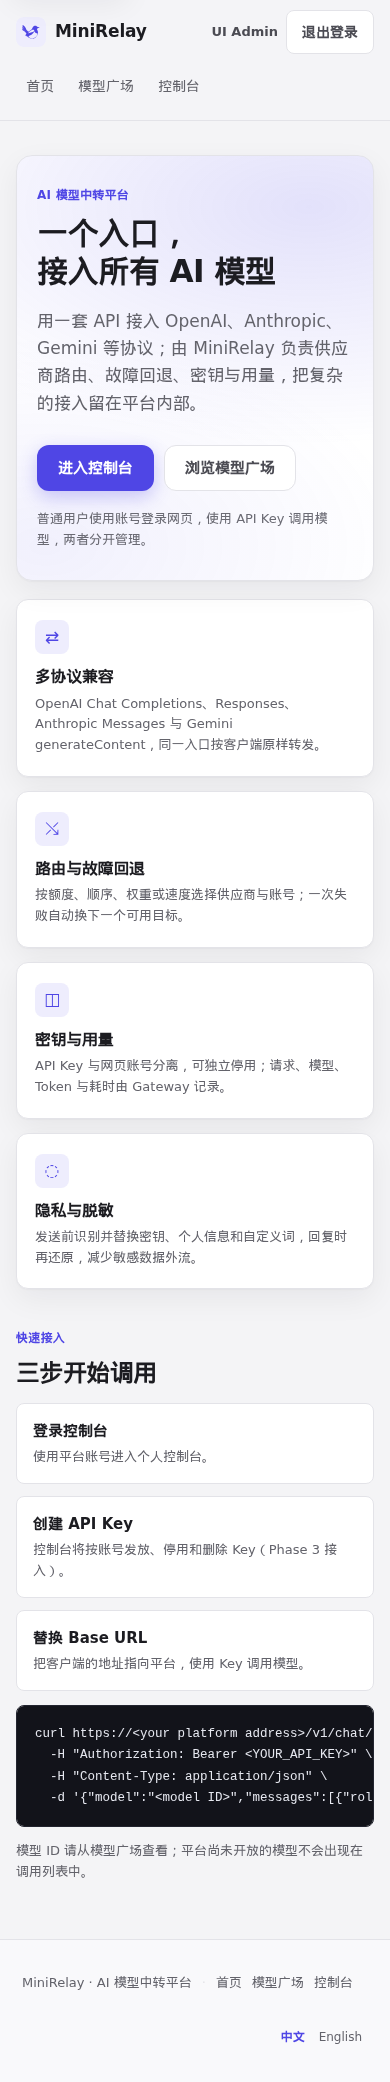 MiniRelay
UI Admin
退出登录
首页 模型广场 控制台
AI 模型中转平台
一个入口，
接入所有 AI 模型
用一套 API 接入 OpenAI、Anthropic、
Gemini 等协议；由 MiniRelay 负责供应
商路由、故障回退、密钥与用量，把复杂
的接入留在平台内部。
进入控制台
浏览模型广场
普通用户使用账号登录网页，使用 API Key 调用模
型，两者分开管理。
多协议兼容
OpenAI Chat Completions、Responses、
Anthropic Messages 与 Gemini
generateContent，同一入口按客户端原样转发。
路由与故障回退
按额度、顺序、权重或速度选择供应商与账号；一次失
败自动换下一个可用目标。
密钥与用量
API Key 与网页账号分离，可独立停用；请求、模型、
Token 与耗时由 Gateway 记录。
隐私与脱敏
发送前识别并替换密钥、个人信息和自定义词，回复时
再还原，减少敏感数据外流。
快速接入
三步开始调用
登录控制台
使用平台账号进入个人控制台。
创建 API Key
控制台将按账号发放、停用和删除 Key（Phase 3 接
入）。
替换 Base URL
把客户端的地址指向平台，使用 Key 调用模型。
curl https://<your platform address>/v1/chat/
-H "Authorization: Bearer <YOUR_API_KEY>" \
-H "Content-Type: application/json" \
-d '{"model":"<model ID>","messages":[{"rol
模型 ID 请从模型广场查看；平台尚未开放的模型不会出现在
调用列表中。
MiniRelay · AI 模型中转平台 · 首页 模型广场 控制台
中文 English